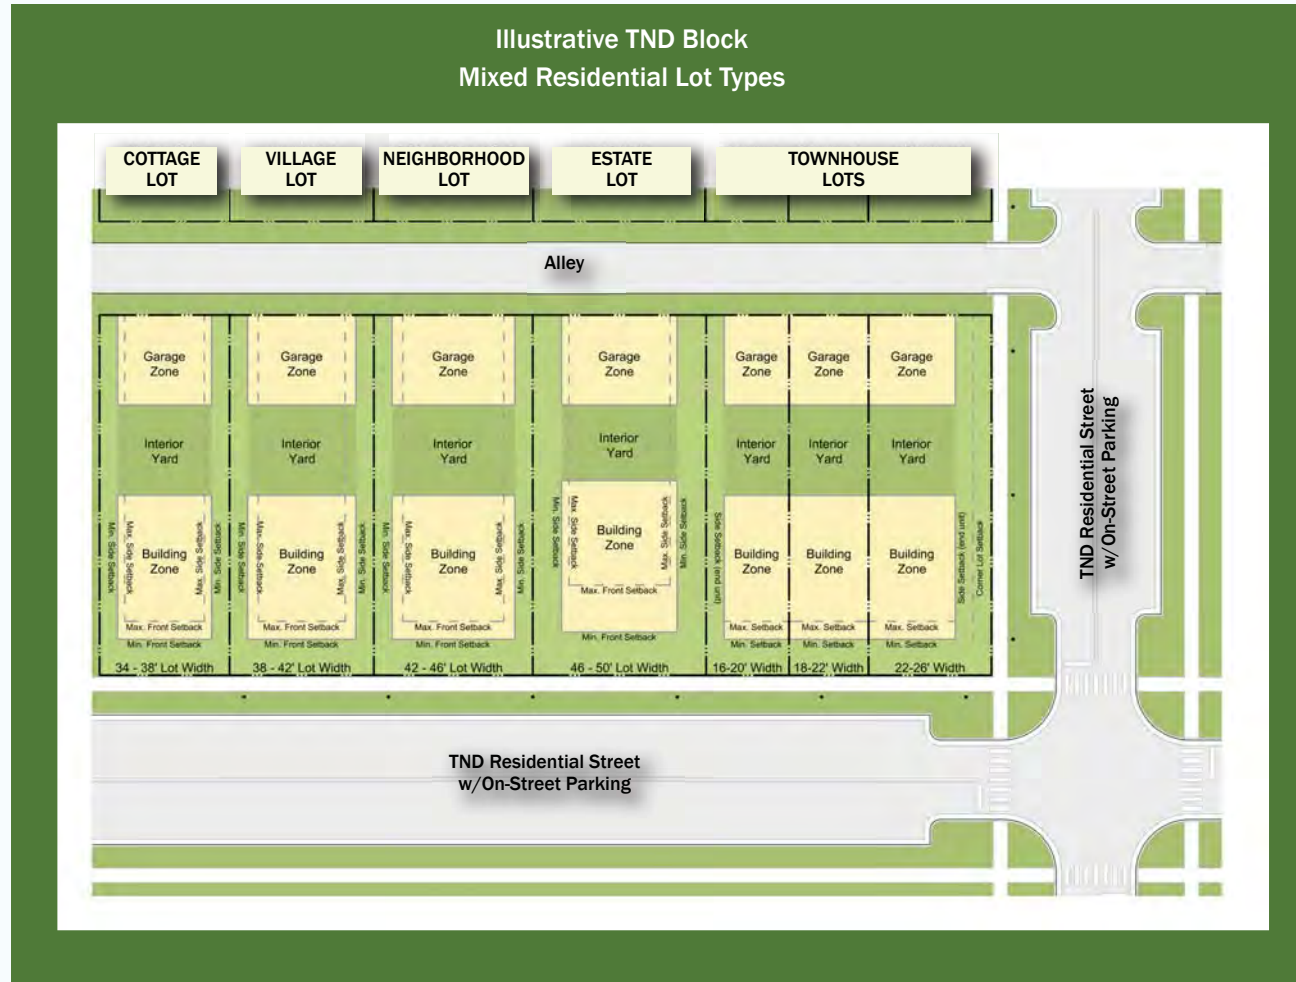 Illustrative TND Block
Mixed Residential Lot Types
COTTAGE
LOT
VILLAGE
LOT
NEIGHBORHOOD
LOT
ESTATE
LOT
TOWNHOUSE
LOTS
Alley
Garage
Zone
Garage
Zone
Garage
Zone
Garage
Zone
Garage
Zone
Garage
Zone
Garage
Zone
Interior
Yard
Interior
Yard
Interior
Yard
Interior
Yard
Interior
Yard
Interior
Yard
Interior
Yard
Min. Side Setback
Max. Side Setback
Building
Zone
Max. Side Setback
Min. Side Setback
Max. Front Setback
Min. Front Setback
34 - 38' Lot Width
Min. Side Setback
Max. Side Setback
Building
Zone
Max. Side Setback
Min. Side Setback
Max. Front Setback
Min. Front Setback
38 - 42' Lot Width
Min. Side Setback
Max. Side Setback
Building
Zone
Max. Side Setback
Min. Side Setback
Max. Front Setback
Min. Front Setback
42 - 46' Lot Width
Min. Side Setback
Max. Side Setback
Building
Zone
Max. Side Setback
Min. Side Setback
Max. Front Setback
Min. Front Setback
46 - 50' Lot Width
Side Setback (end unit)
Building
Zone
Max. Setback
Min. Setback
16-20' Width
Building
Zone
Max. Setback
Min. Setback
18-22' Width
Building
Zone
Max. Setback
Min. Setback
22-26' Width
Side Setback (end unit)
Corner Lot Setback
TND Residential Street
w/On-Street Parking
TND Residential Street
w/On-Street Parking